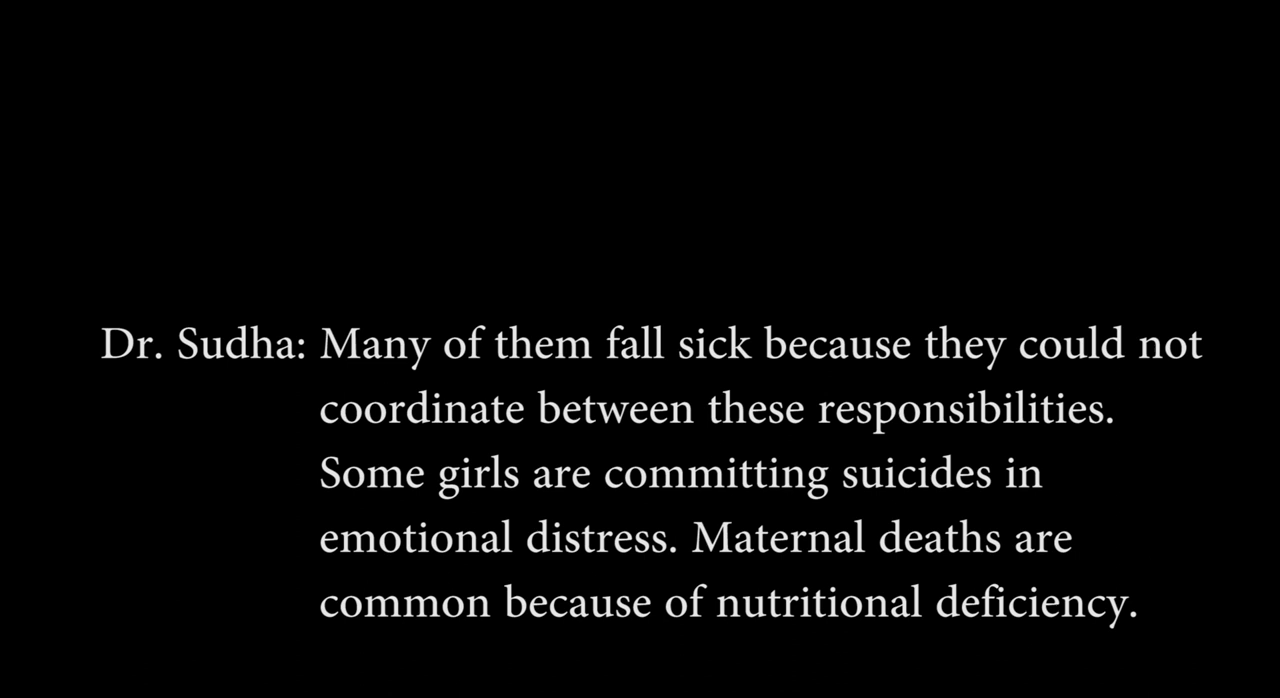 Dr. Sudha: Many of them fall sick because they could not
coordinate between these responsibilities.
Some girls are committing suicides in
emotional distress. Maternal deaths are
common because of nutritional deficiency.